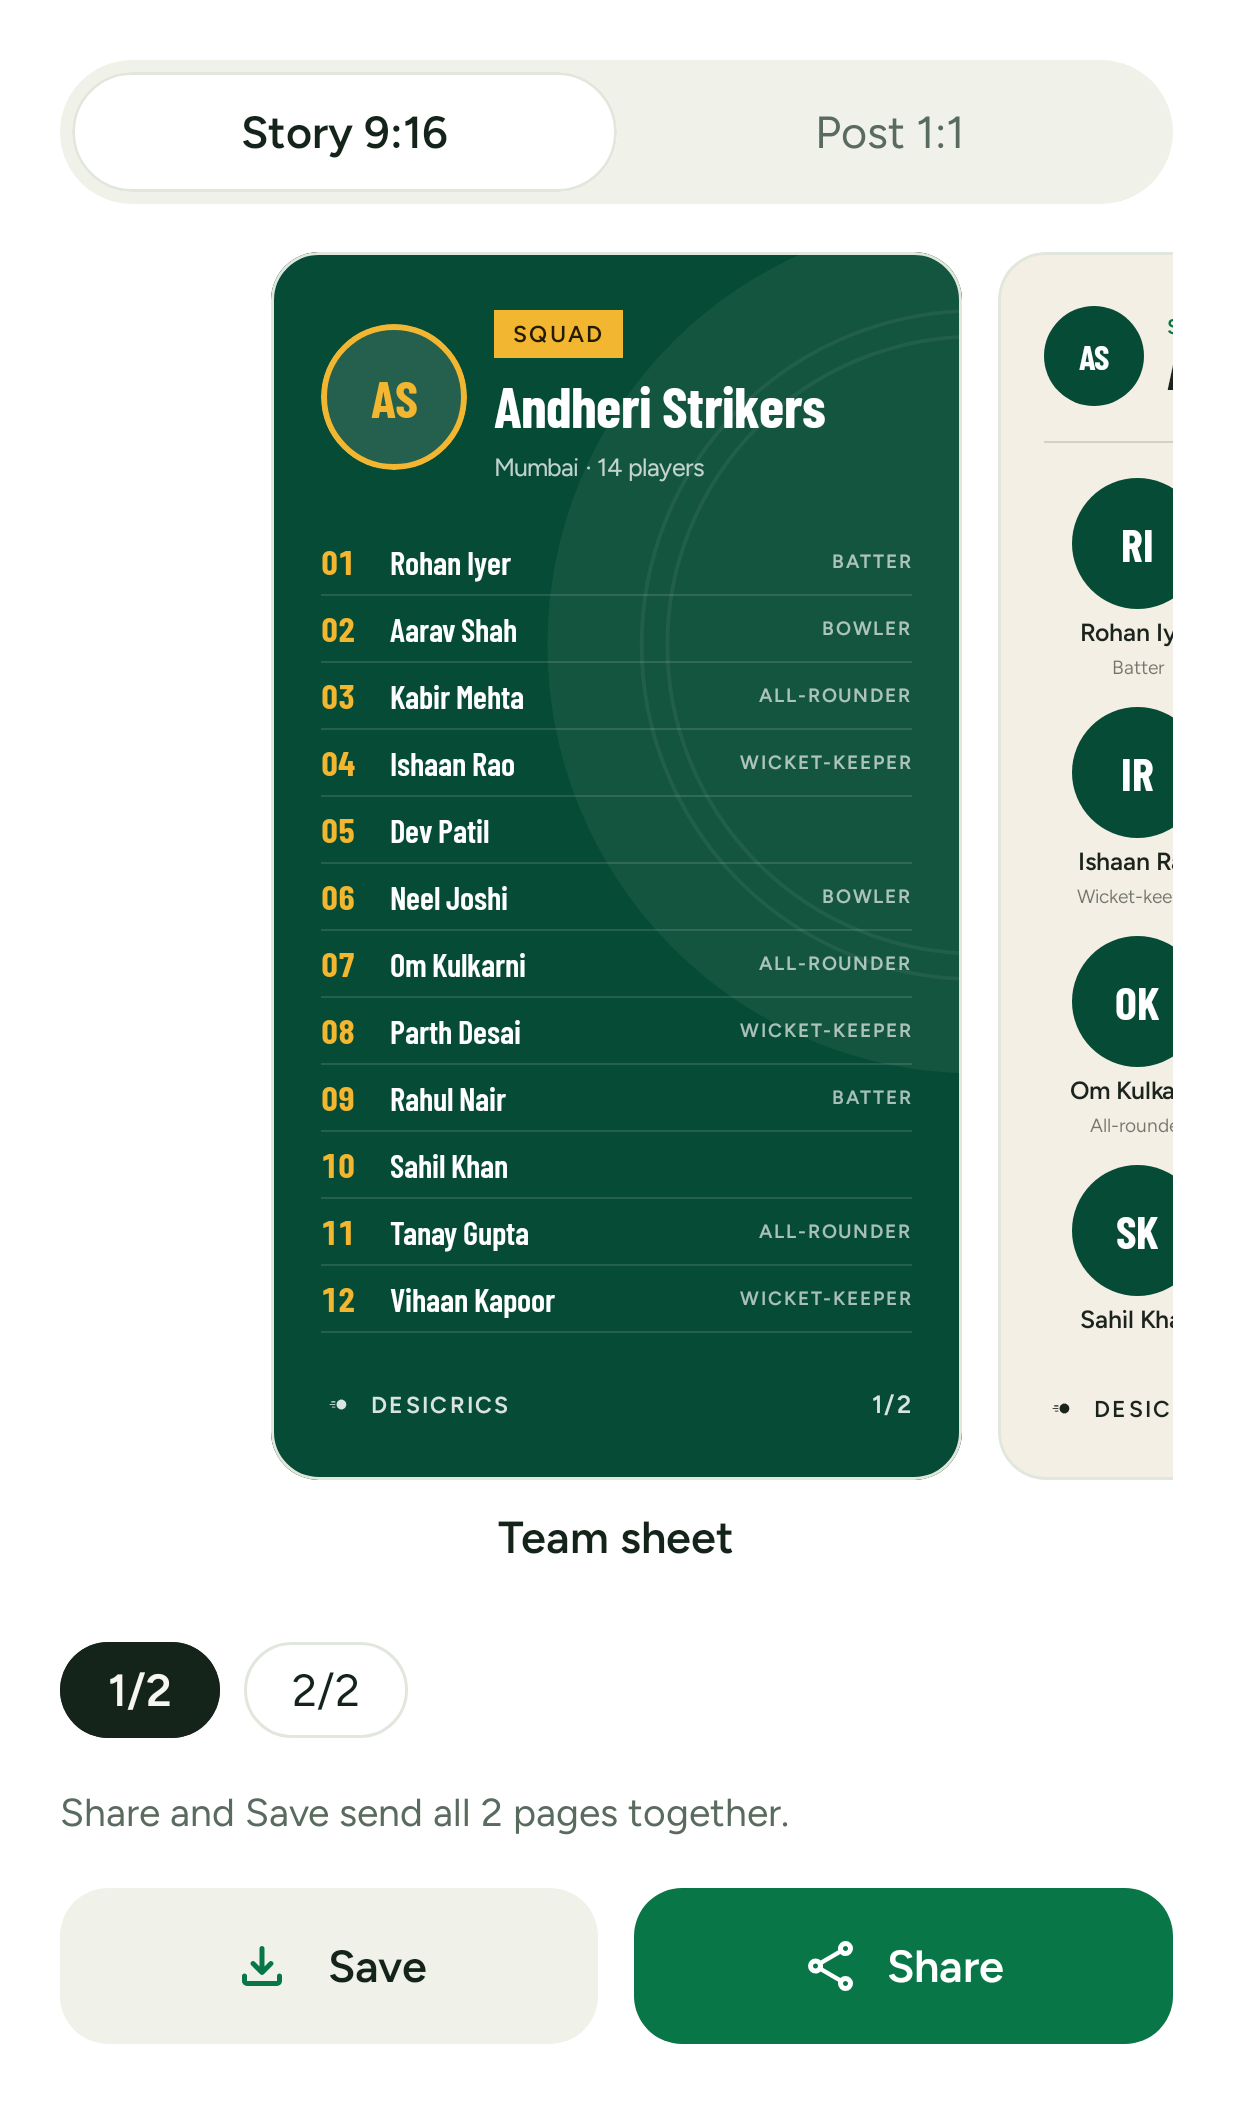 Story 9:16
Post 1:1
AS
SQUAD
Andheri Strikers
Mumbai · 14 players
01 Rohan Iyer BATTER
02 Aarav Shah BOWLER
03 Kabir Mehta ALL-ROUNDER
04 Ishaan Rao WICKET-KEEPER
05 Dev Patil
06 Neel Joshi BOWLER
07 Om Kulkarni ALL-ROUNDER
08 Parth Desai WICKET-KEEPER
09 Rahul Nair BATTER
10 Sahil Khan
11 Tanay Gupta ALL-ROUNDER
12 Vihaan Kapoor WICKET-KEEPER
DESICRICS 1/2
AS
RI
Rohan
Batter
IR
Ishaan
OK
Om
SK
Sahil
Team sheet
1/2
2/2
Share and Save send all 2 pages together.
Save
Share